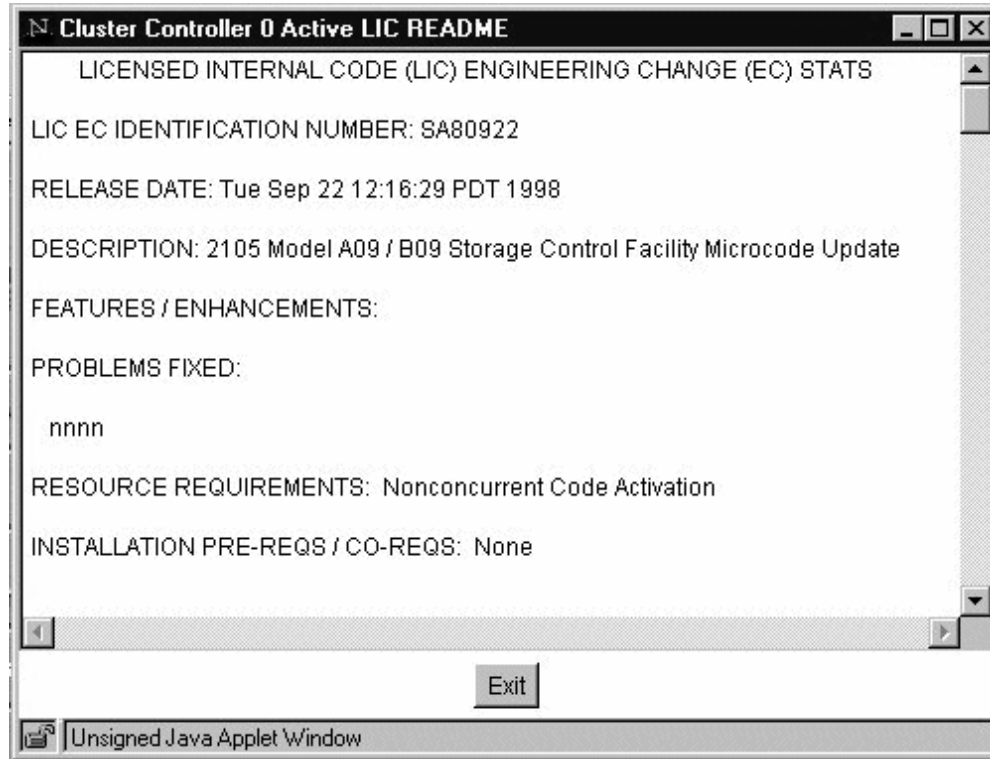 Cluster Controller 0 Active LIC README
LICENSED INTERNAL CODE (LIC) ENGINEERING CHANGE (EC) STATS
LIC EC IDENTIFICATION NUMBER: SA80922
RELEASE DATE: Tue Sep 22 12:16:29 PDT 1998
DESCRIPTION: 2105 Model A09 / B09 Storage Control Facility Microcode Update
FEATURES / ENHANCEMENTS:
PROBLEMS FIXED:
nnnn
RESOURCE REQUIREMENTS:  Nonconcurrent Code Activation
INSTALLATION PRE-REQS / CO-REQS:  None
Exit
Unsigned Java Applet Window